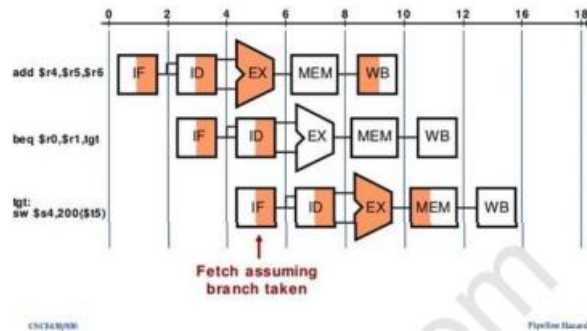 0 2 4 6 8 10 12 14 16 18
add $r4,$r5,$r6 IF ID EX MEM WB
beq $r0,$r1,tgt IF ID EX MEM WB
tgt:
sw $s4,200($t5) IF ID EX MEM WB
Fetch assuming
branch taken